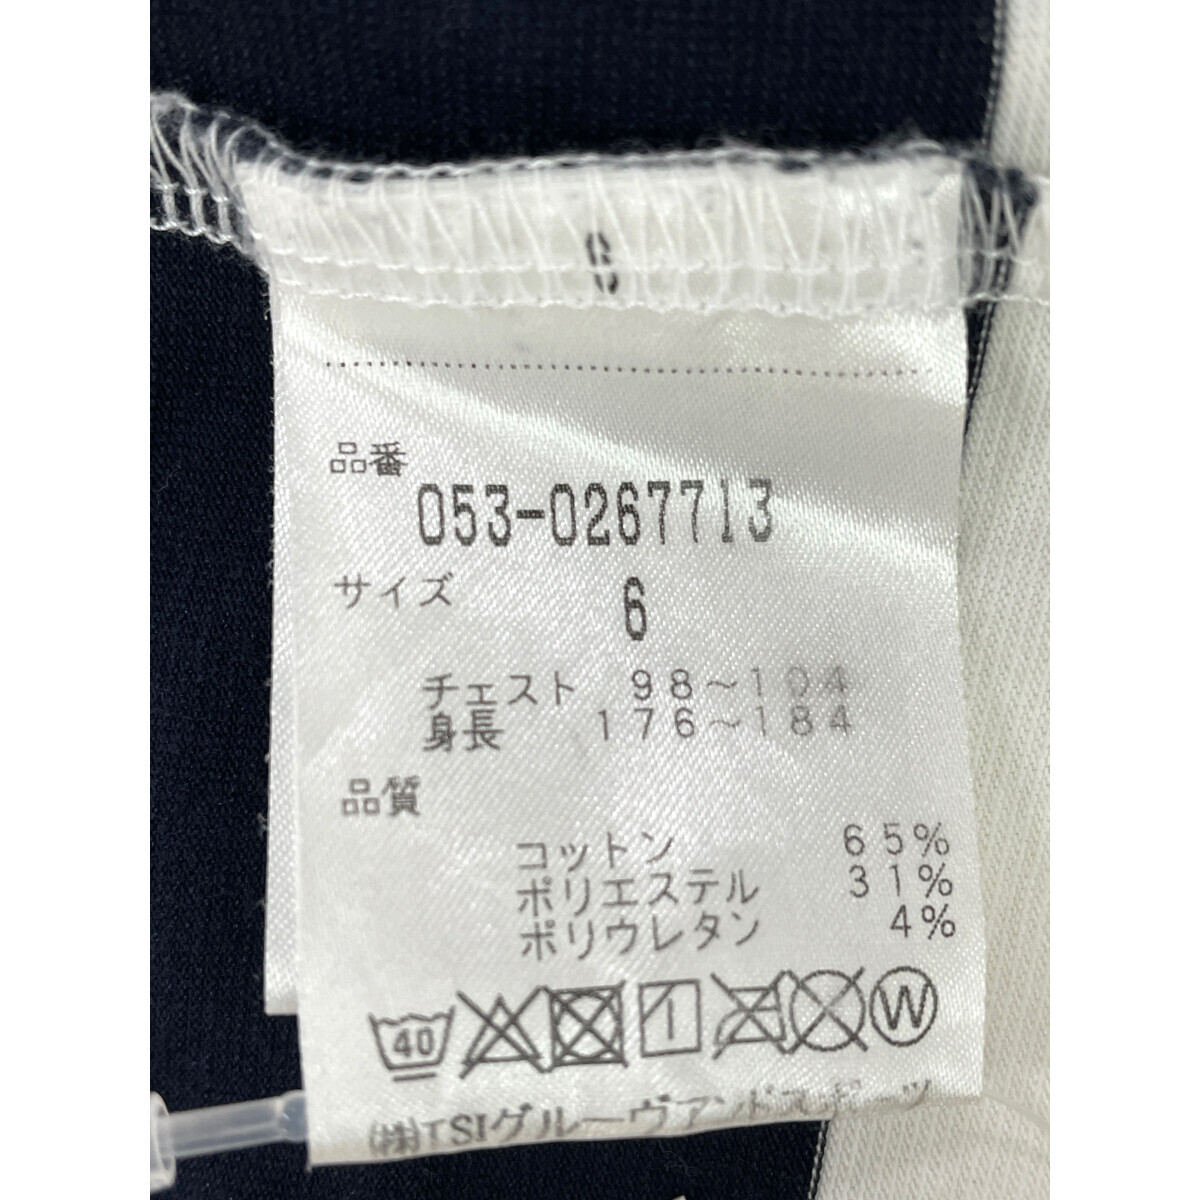 6
品番
053-0267713
サイズ 6
チェスト 98～104
身長 176～184
品質
コットン 65%
ポリエステル 31%
ポリウレタン 4%
40 W
㈱TSIグルーヴアンドスポーツ